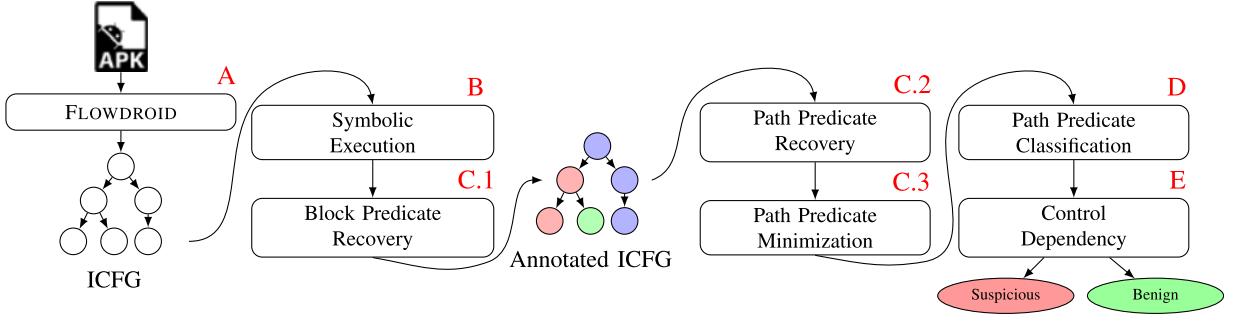 APK
A
FLOWDROID
ICFG
B
Symbolic
Execution
C.1
Block Predicate
Recovery
Annotated ICFG
C.2
Path Predicate
Recovery
C.3
Path Predicate
Minimization
D
Path Predicate
Classification
E
Control
Dependency
Suspicious
Benign